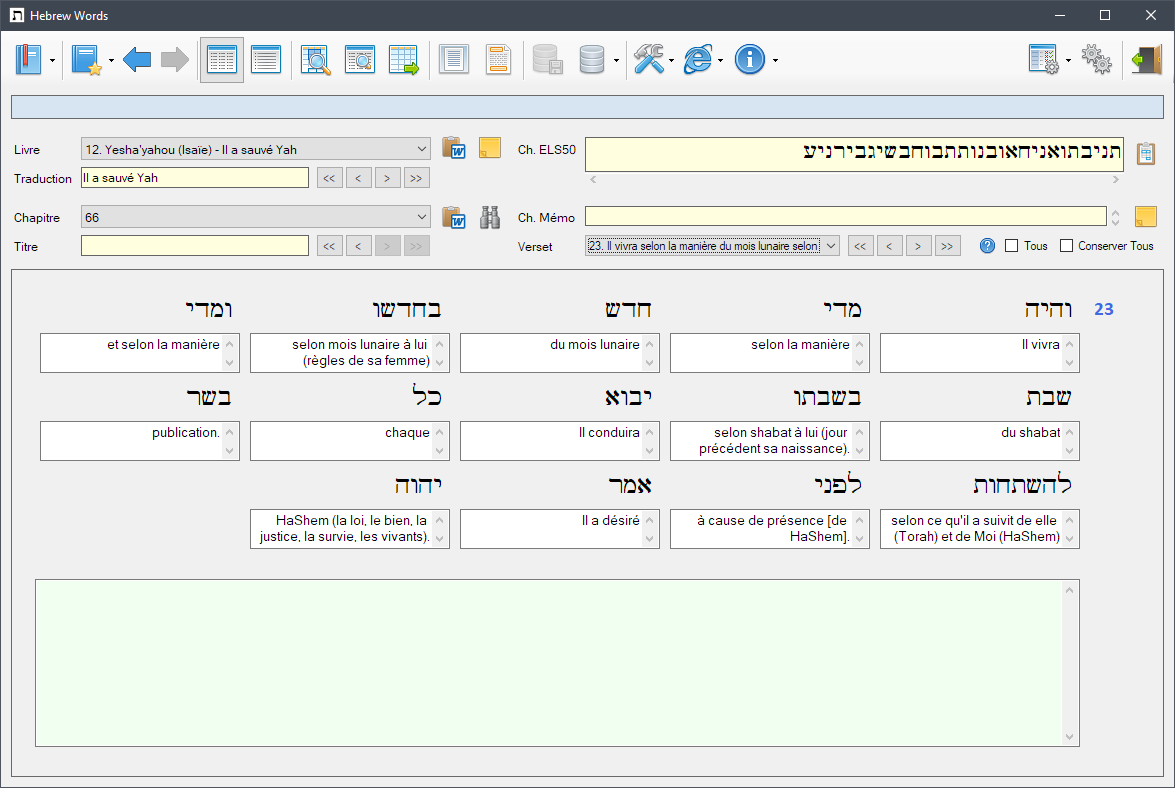 Hebrew Words
Livre
12. Yesha'yahou (Isaïe) - Il a sauvé Yah
Ch. ELS50
תניבתואניחאובנותתבוחבשיגבירניע
Traduction
Il a sauvé Yah
<< < > >>
Chapitre
66
Ch. Mémo
Titre
<< < > >>
Verset
23. Il vivra selon la manière du mois lunaire selon
<< < > >>
Tous
Conserver Tous
23
והיה מדי חדש בחדשו ומדי
Il vivra
selon la manière
du mois lunaire
selon mois lunaire à lui
(règles de sa femme)
et selon la manière
שבת בשבתו יבוא כל בשר
du shabat
selon shabat à lui (jour
précédent sa naissance).
Il conduira
chaque
publication.
להשתחות לפני אמר יהוה
selon ce qu'il a suivit de elle
(Torah) et de Moi (HaShem)
à cause de présence [de
HaShem].
Il a désiré
HaShem (la loi, le bien, la
justice, la survie, les vivants).